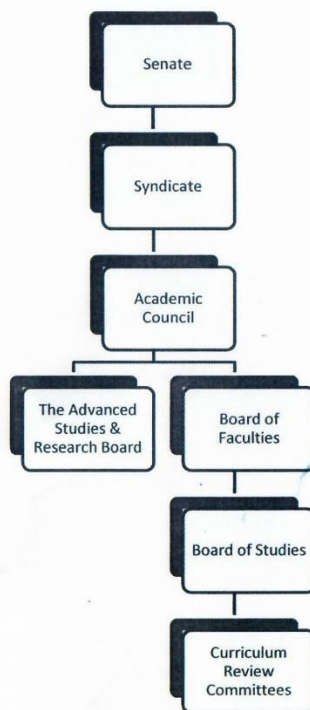 Senate
Syndicate
Academic
Council
The Advanced
Studies &
Research Board
Board of
Faculties
Board of Studies
Curriculum
Review
Committees